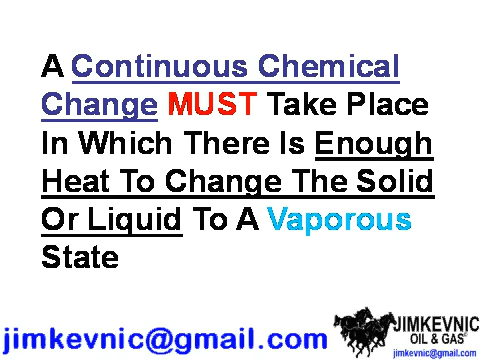 A Continuous Chemical
Change MUST Take Place
In Which There Is Enough
Heat To Change The Solid
Or Liquid To A Vaporous
State
jimkevnic@gmail.com
JIMKEVNIC
OIL & GAS
jimkevnic@gmail.com